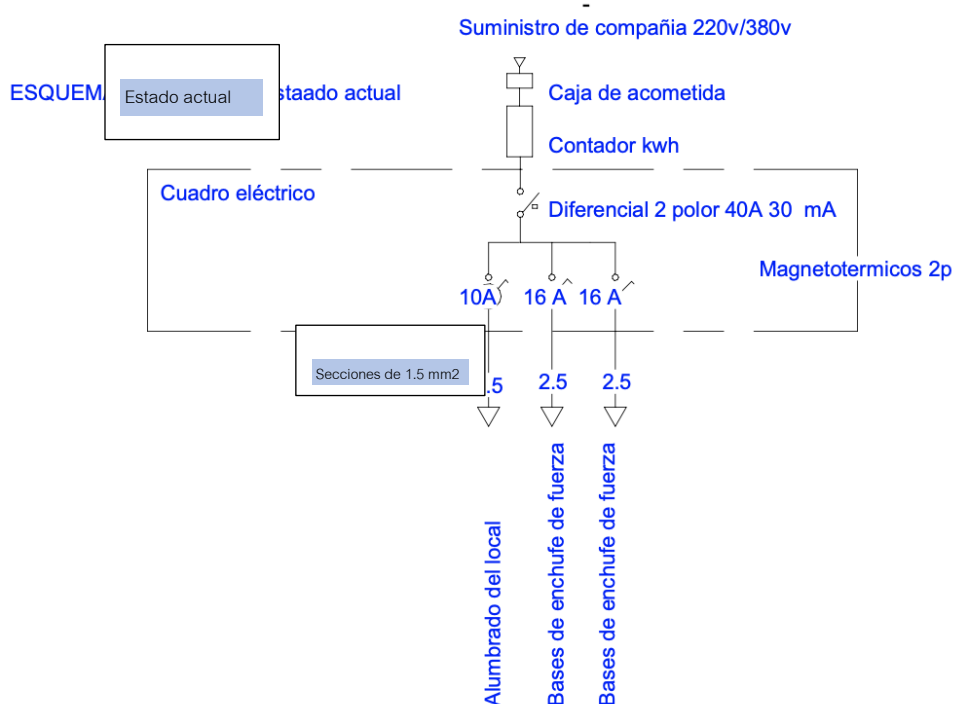 Suministro de compañia 220v/380v
ESQUEM
Estado actual
staado actual
Caja de acometida
Contador kwh
Cuadro eléctrico
Diferencial 2 polor 40A 30 mA
Magnetotermicos 2p
10A 16 A 16 A
Secciones de 1.5 mm2
.5 2.5 2.5
Alumbrado del local
Bases de enchufe de fuerza
Bases de enchufe de fuerza